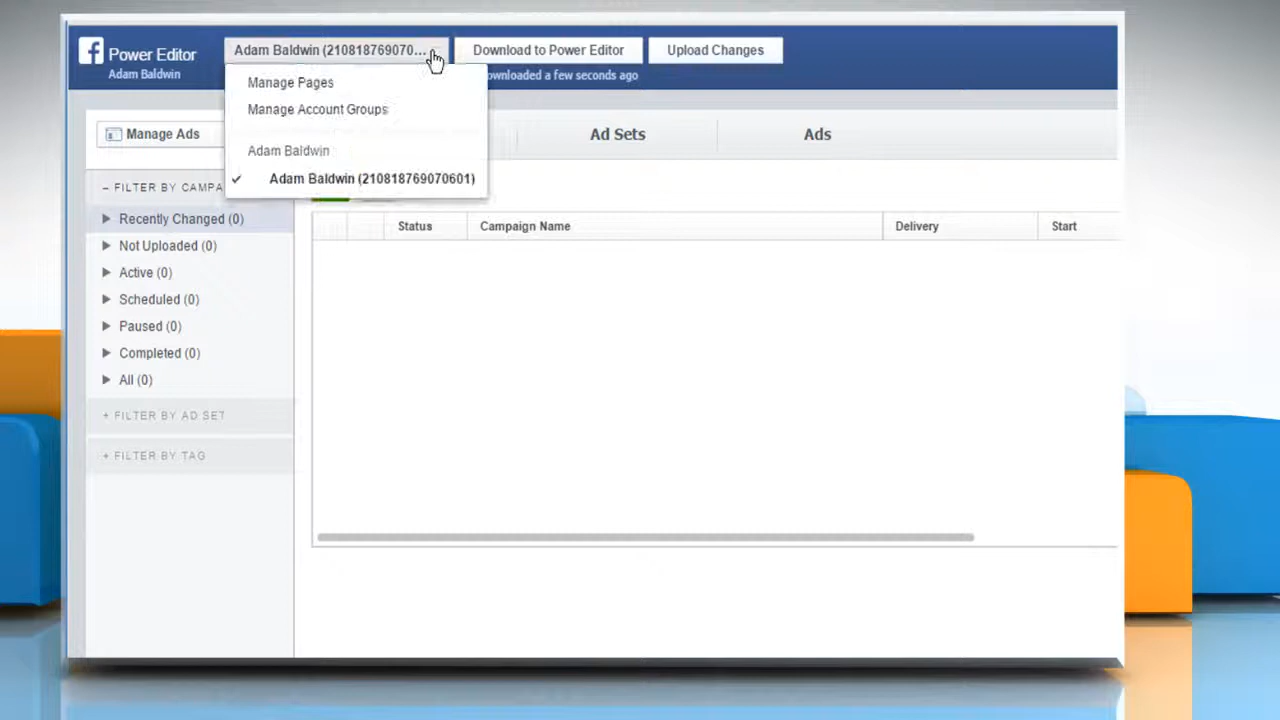 Power Editor
Adam Baldwin
Adam Baldwin (21081876907​0...
Download to Power Editor
Upload Changes
ownloaded a few seconds ago
Manage Pages
Manage Account Groups
Adam Baldwin
Adam Baldwin (210818769070601)
Manage Ads
Ad Sets
Ads
– FILTER BY CAMPA
Recently Changed (0)
Not Uploaded (0)
Active (0)
Scheduled (0)
Paused (0)
Completed (0)
All (0)
+ FILTER BY AD SET
+ FILTER BY TAG
Status
Campaign Name
Delivery
Start